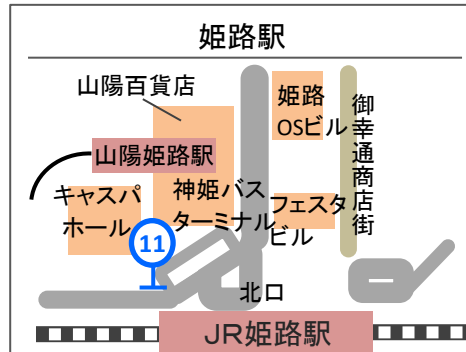 姫路駅
山陽百貨店
姫路
OSビル
御幸通商店街
山陽姫路駅
キャスパ
ホール
神姫バス
ターミナル
フェスタ
ビル
11
北口
JR姫路駅